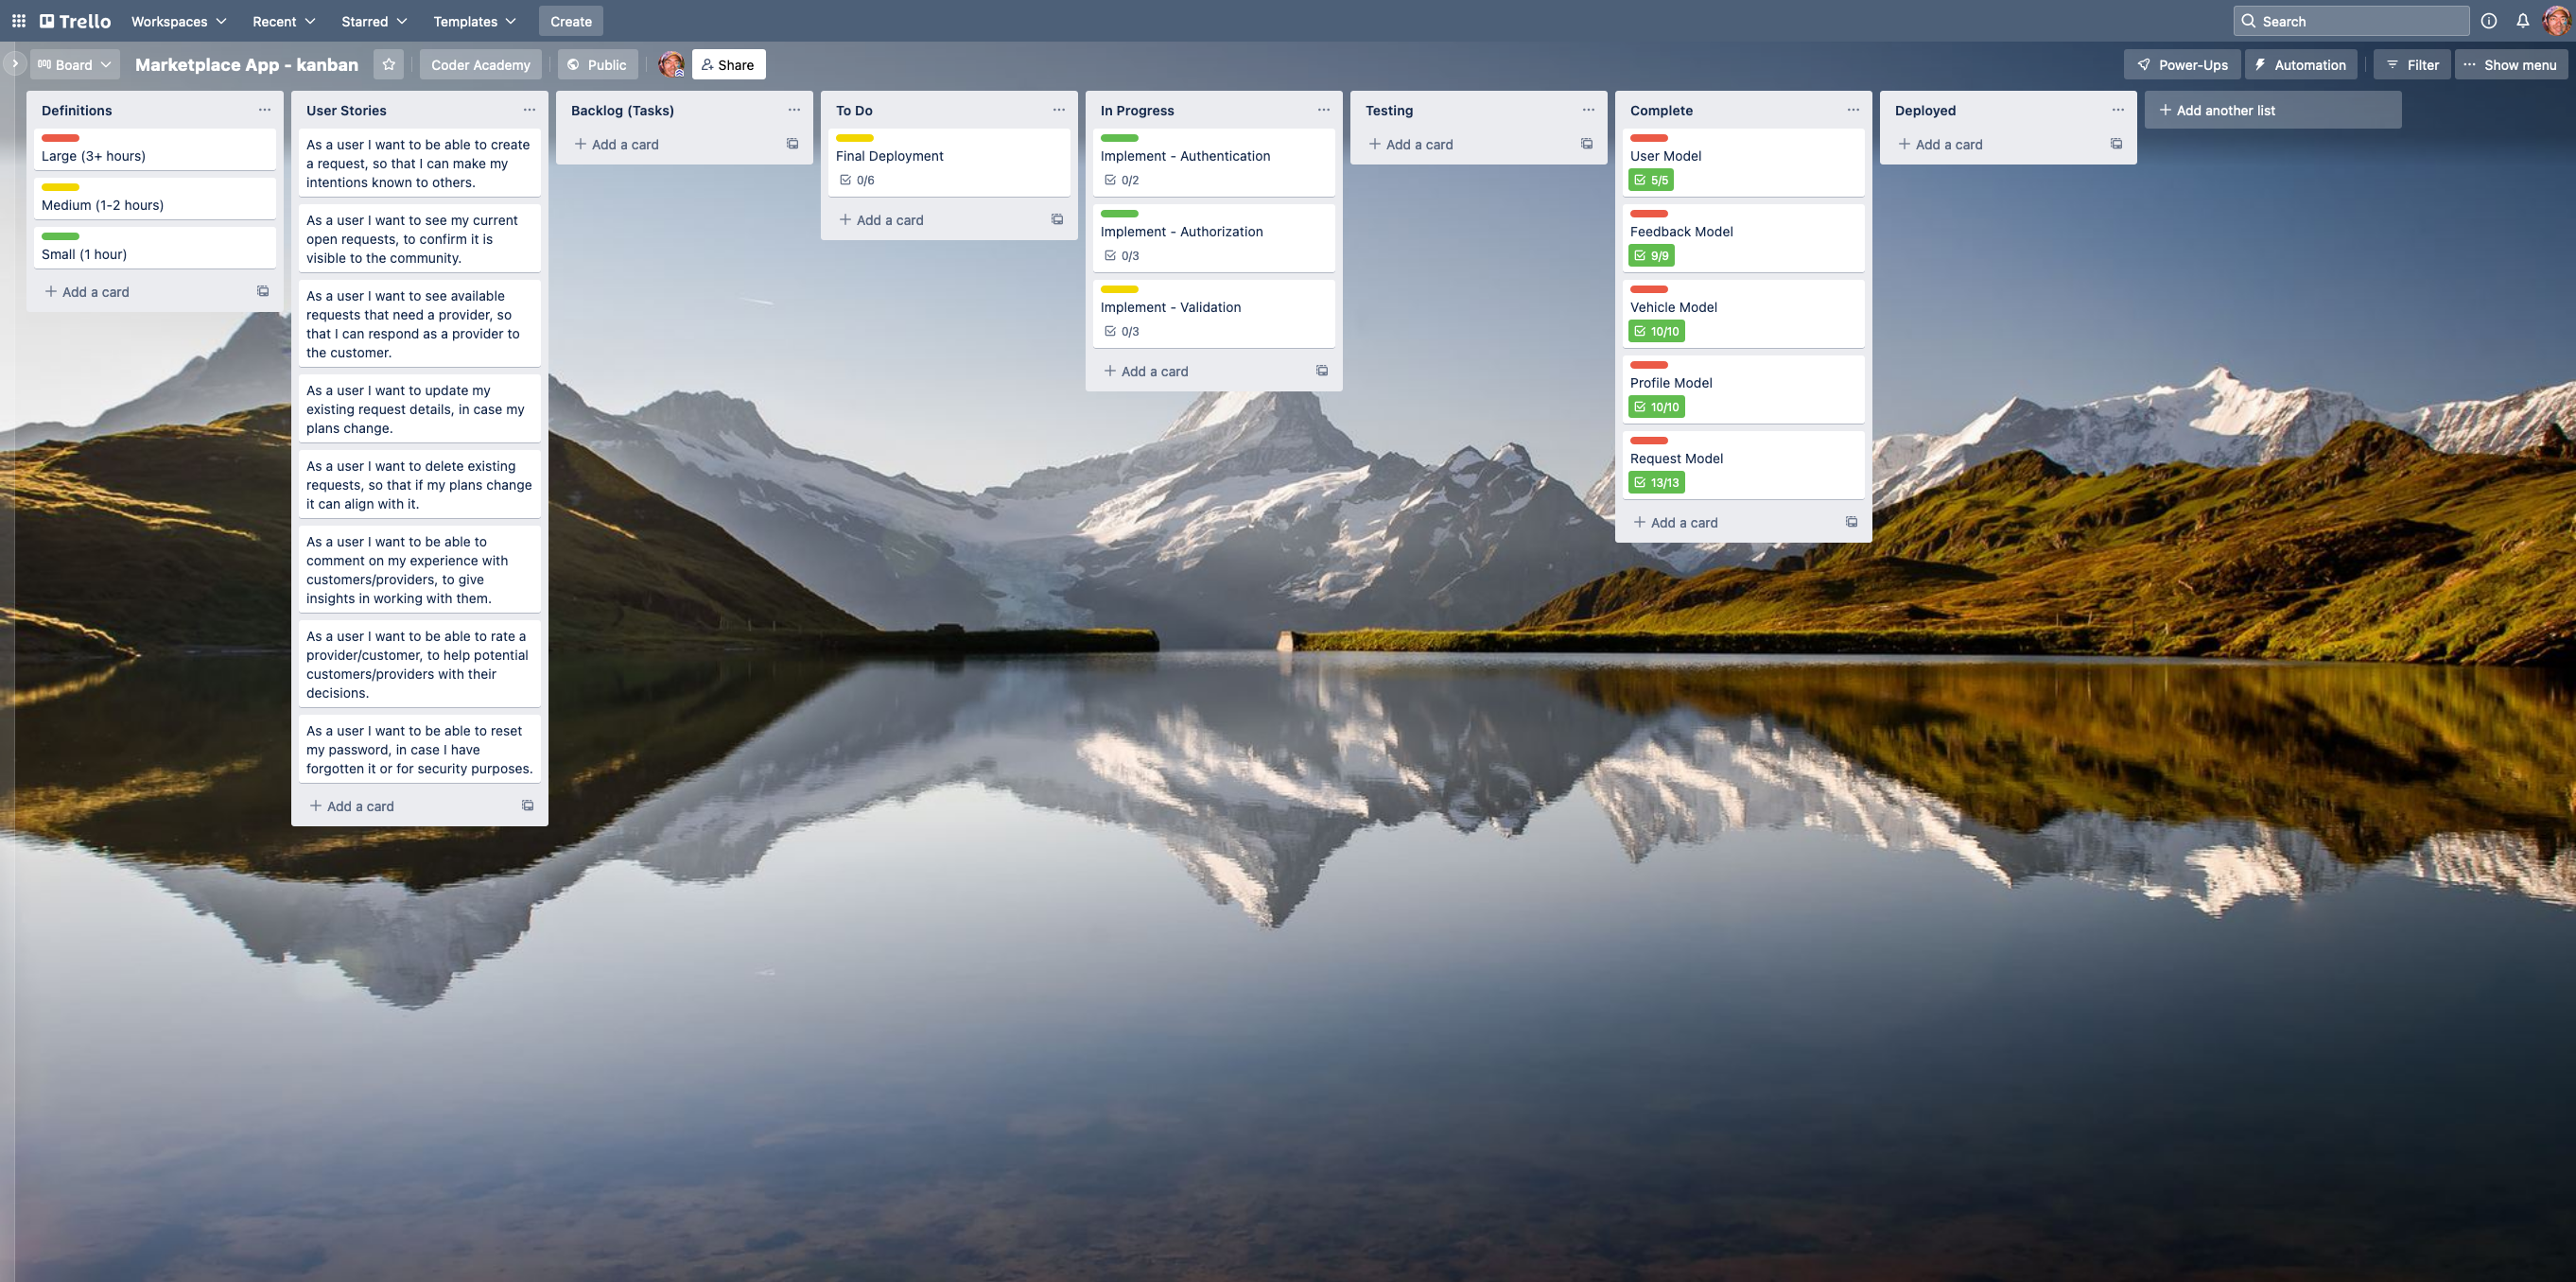 Trello
Workspaces
Recent
Starred
Templates
Create
Search
Board
Marketplace App - kanban
Coder Academy
Public
Share
Power-Ups
Automation
Filter
Show menu
Definitions
Large (3+ hours)
Medium (1-2 hours)
Small (1 hour)
Add a card
User Stories
As a user I want to be able to create
a request, so that I can make my
intentions known to others.
As a user I want to see my current
open requests, to confirm it is
visible to the community.
As a user I want to see available
requests that need a provider, so
that I can respond as a provider to
the customer.
As a user I want to update my
existing request details, in case my
plans change.
As a user I want to delete existing
requests, so that if my plans change
it can align with it.
As a user I want to be able to
comment on my experience with
customers/providers, to give
insights in working with them.
As a user I want to be able to rate a
provider/customer, to help potential
customers/providers with their
decisions.
As a user I want to be able to reset
my password, in case I have
forgotten it or for security purposes.
Add a card
Backlog (Tasks)
Add a card
To Do
Final Deployment
0/6
Add a card
In Progress
Implement - Authentication
0/2
Implement - Authorization
0/3
Implement - Validation
0/3
Add a card
Testing
Add a card
Complete
User Model
5/5
Feedback Model
9/9
Vehicle Model
10/10
Profile Model
10/10
Request Model
13/13
Add a card
Deployed
Add a card
Add another list